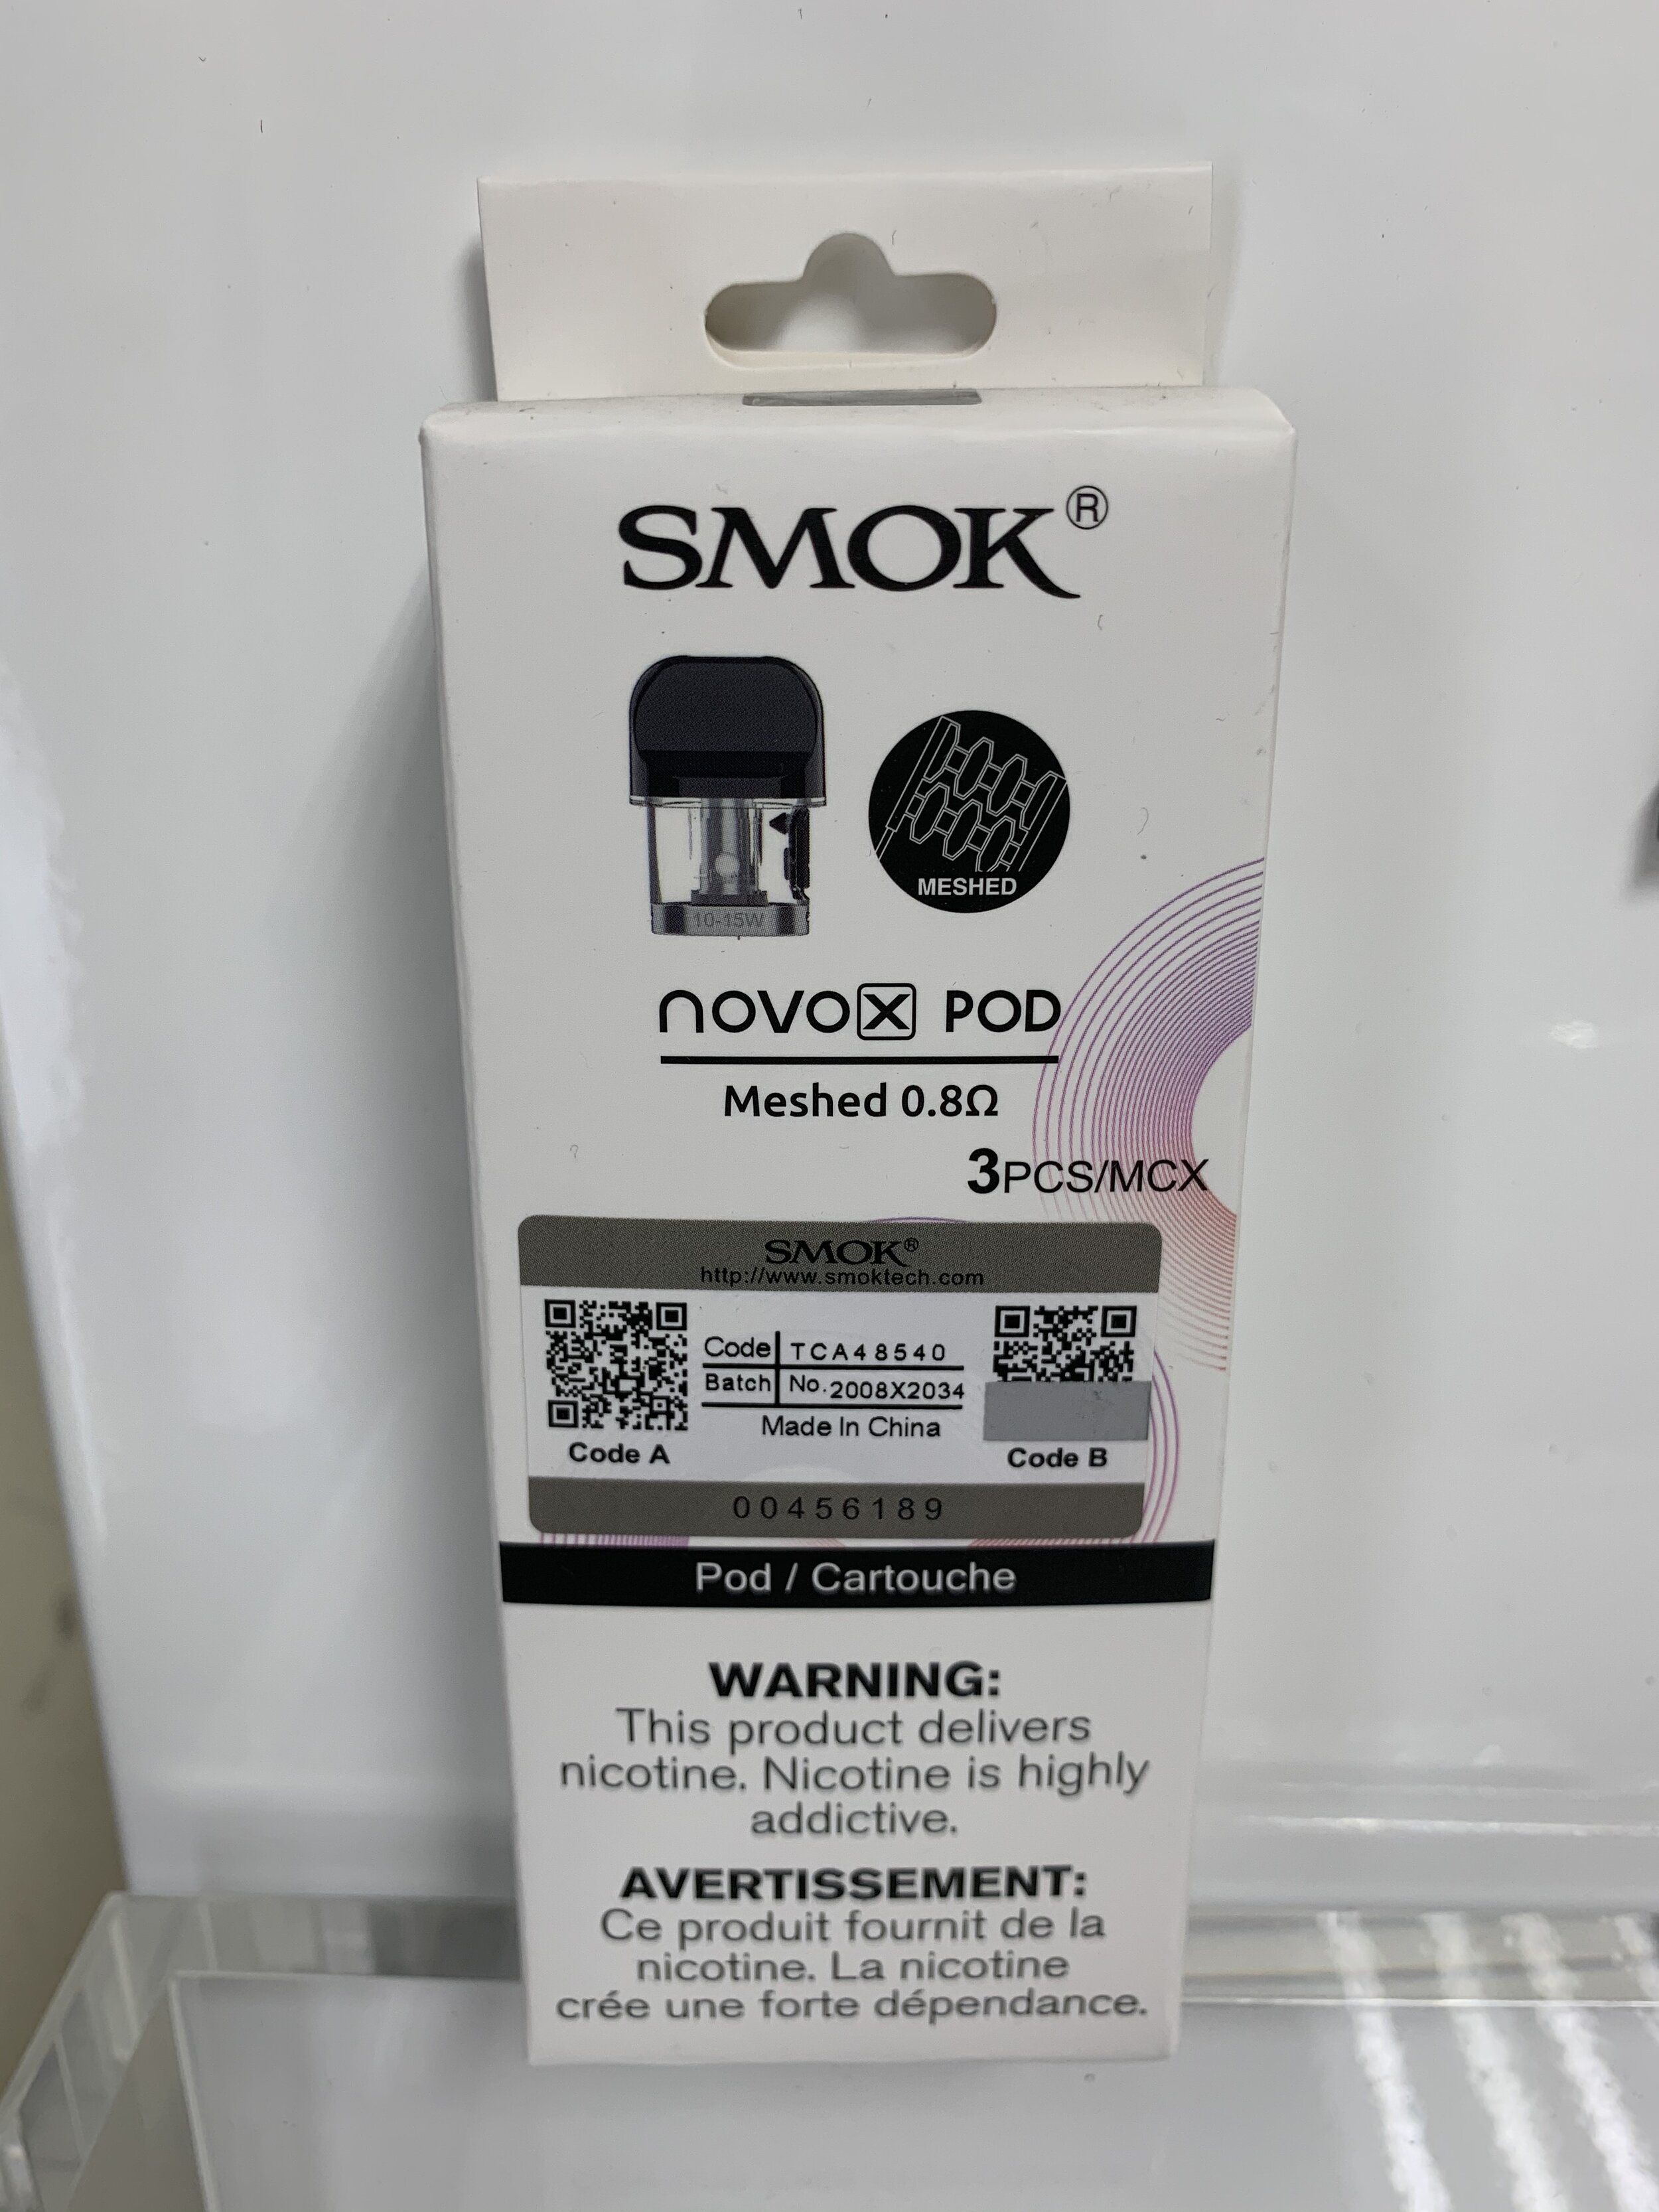 SMOK®
MESHED
10-15W
novo X POD
Meshed 0.8Ω
3PCS/MCX
SMOK®
http://www.smoktech.com
Code TCA48540
Batch No.2008X2034
Made In China
Code A
Code B
00456189
Pod / Cartouche
WARNING:
This product delivers
nicotine. Nicotine is highly
addictive.
AVERTISSEMENT:
Ce produit fournit de la
nicotine. La nicotine
crée une forte dépendance.